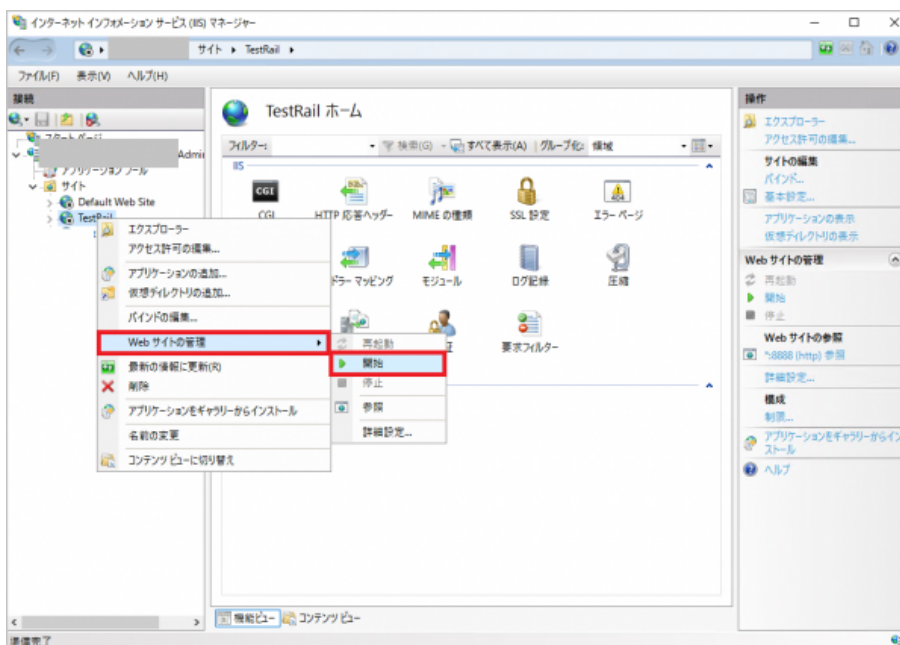 インターネット インフォメーション サービス (IIS) マネージャー
サイト ▸ TestRail ▸
ファイル(F) 表示(V) ヘルプ(H)
接続
スタート ページ
Admi
アプリケーション プール
サイト
Default Web Site
TestRail
エクスプローラー
アクセス許可の編集...
アプリケーションの追加...
仮想ディレクトリの追加...
バインドの編集...
Web サイトの管理
最新の情報に更新(R)
削除
アプリケーションをギャラリーからインストール
名前の変更
コンテンツ ビューに切り替え
再起動
開始
停止
参照
詳細設定...
TestRail ホーム
フィルター: 検索(G) すべて表示(A) グループ化: 領域
IIS
CGI
CGI HTTP 応答ヘッダー MIME の種類 SSL 設定 エラー ページ
404
ドラー マッピング モジュール ログ記録 圧縮
証 要求フィルター
機能ビュー コンテンツ ビュー
操作
エクスプローラー
アクセス許可の編集...
サイトの編集
バインド...
基本設定...
アプリケーションの表示
仮想ディレクトリの表示
Web サイトの管理
再起動
開始
停止
Web サイトの参照
*:8888 (http) 参照
詳細設定...
構成
制限...
アプリケーションをギャラリーからイン
ストール
ヘルプ
準備完了